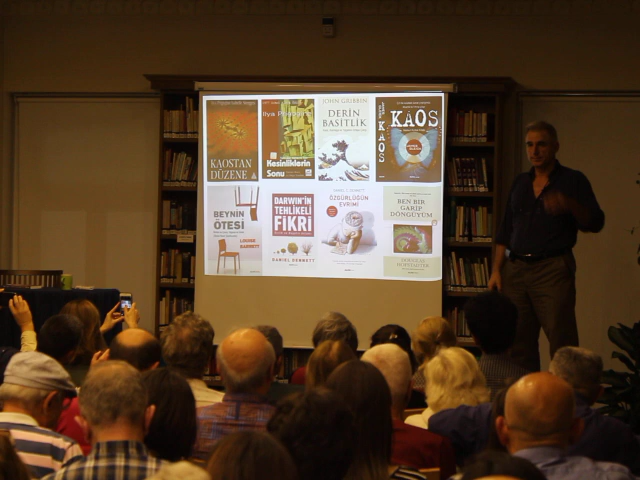 KAOSTAN
DÜZENE
Ilya Prigogine
Kesinliklerin
Sonu
JOHN GRIBBIN
DERİN
BASİTLİK
KAOS
KAOS
BEYNİN
ÖTESİ
LOUISE
BARRETT
DARWIN'İN
TEHLİKELİ
FİKRİ
DANIEL DENNETT
DANIEL C. DENNETT
ÖZGÜRLÜĞÜN
EVRİMİ
BEN BİR
GARİP
DÖNGÜYÜM
DOUGLAS
HOFSTADTER